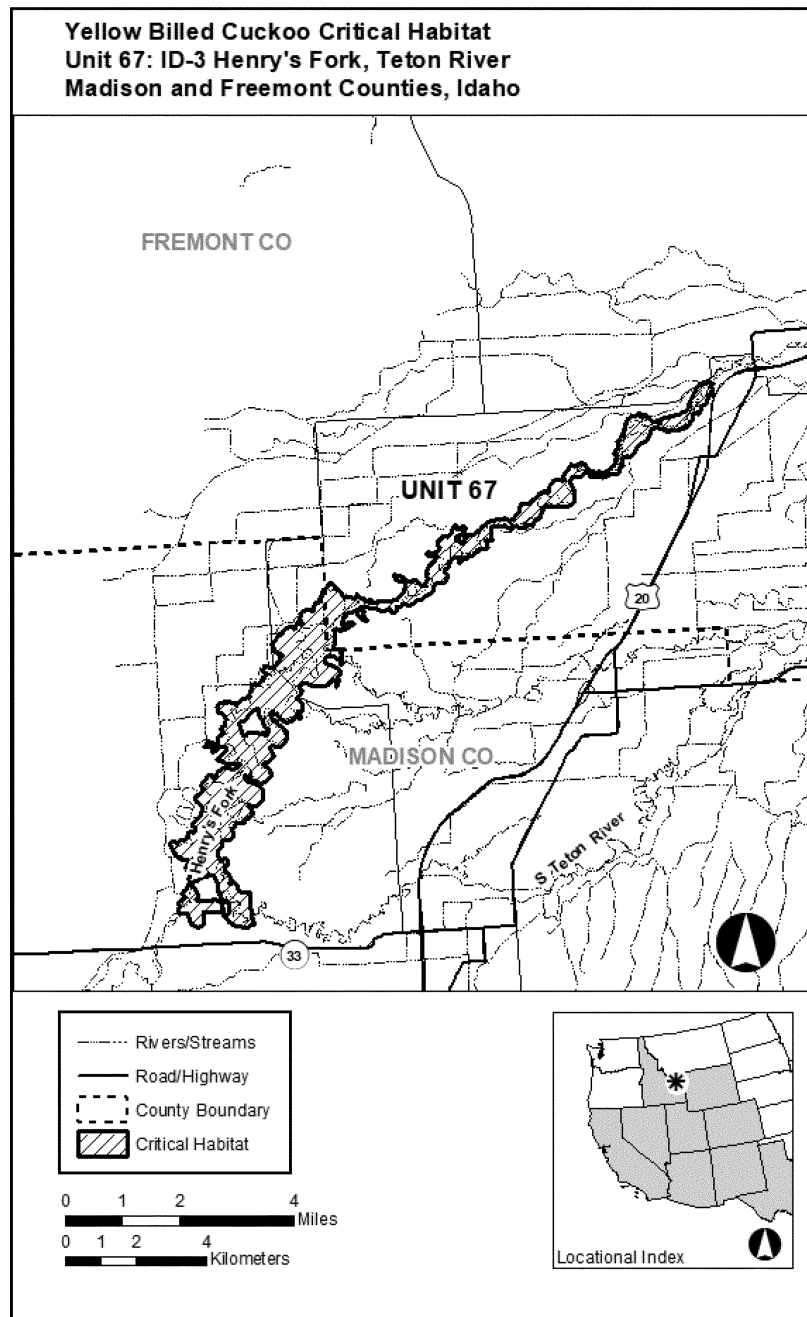 Yellow Billed Cuckoo Critical Habitat
Unit 67: ID-3 Henry's Fork, Teton River
Madison and Freemont Counties, Idaho
FREMONT CO
UNIT 67
20
MADISON CO
Henry's Fork
S Teton River
33
Rivers/Streams
Road/Highway
County Boundary
Critical Habitat
0 1 2 4
Miles
0 1 2 4
Kilometers
Locational Index